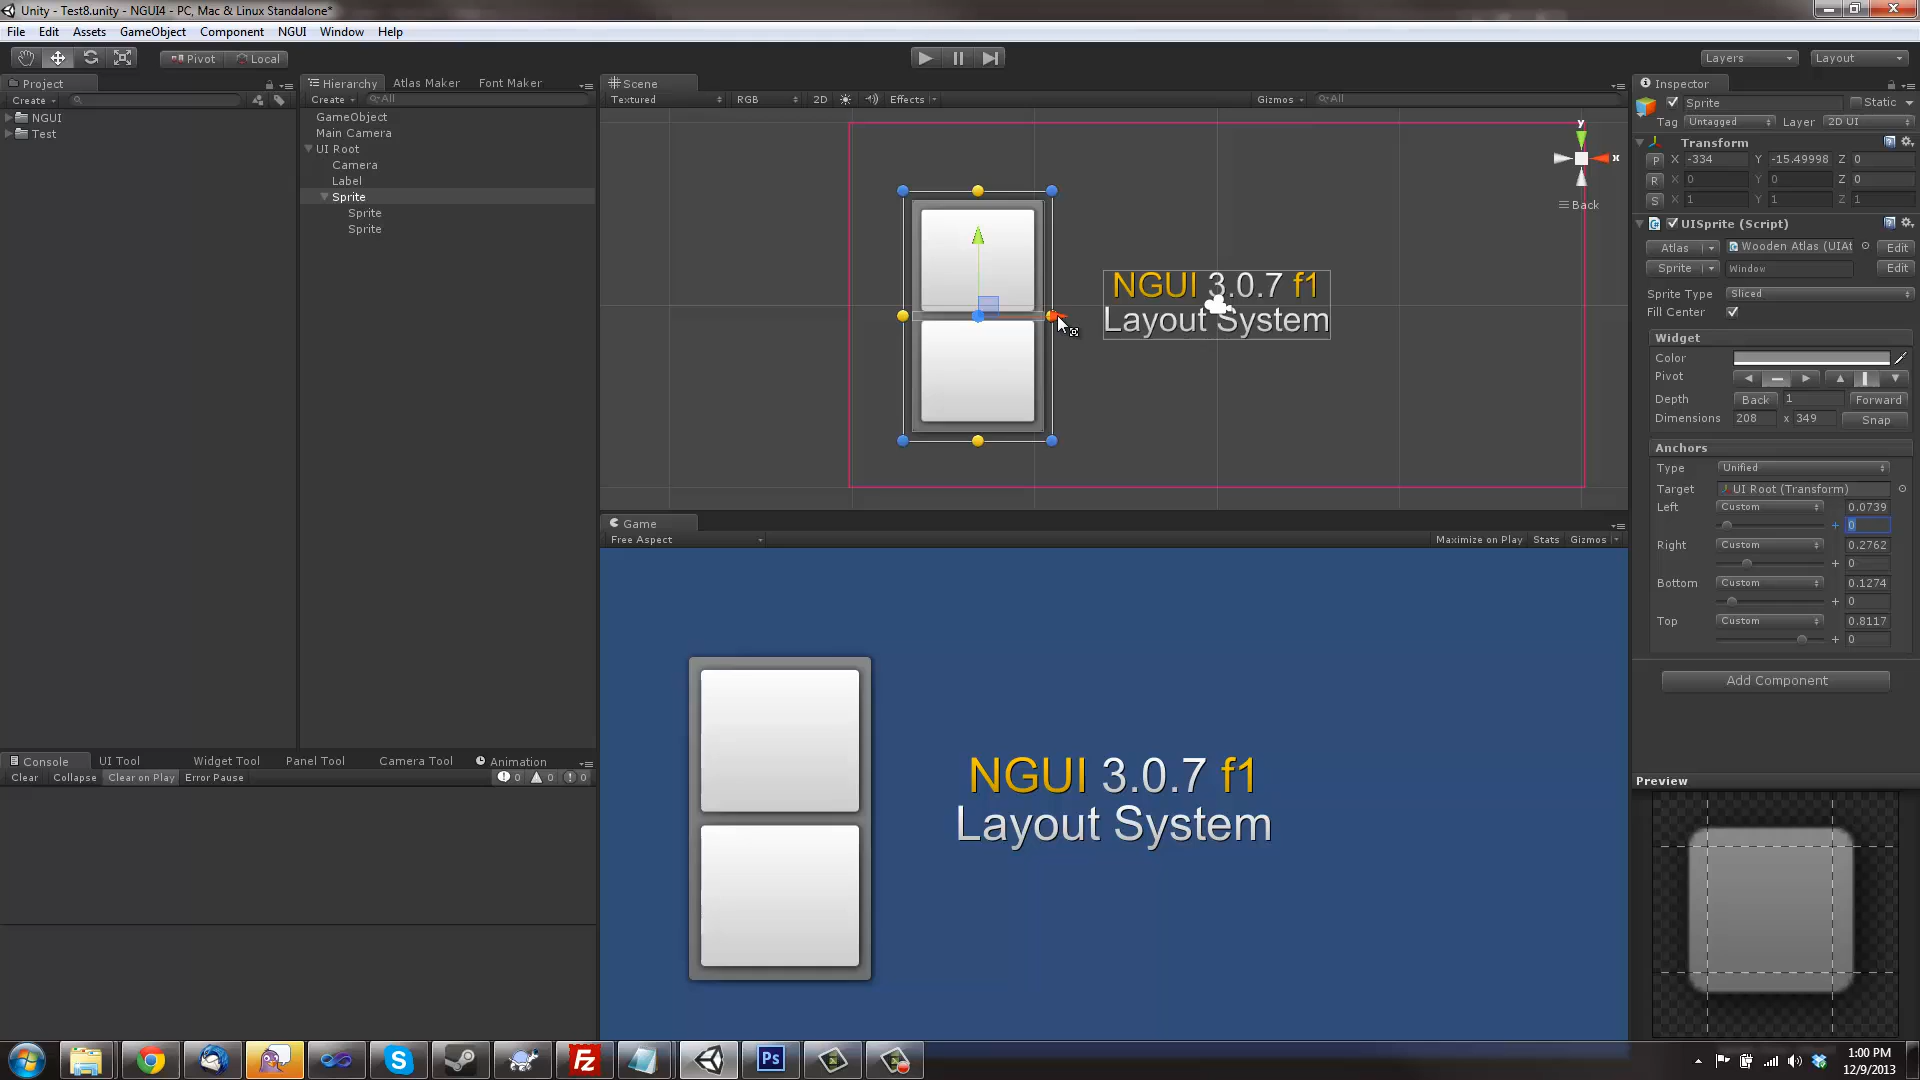 Unity - Test8.unity - NGUI4 - PC, Mac & Linux Standalone*
File Edit Assets GameObject Component NGUI Window Help
Pivot Local Layers Layout
Project
Create
NGUI
Test
Hierarchy Atlas Maker Font Maker
Create All
GameObject
Main Camera
UI Root
Camera
Label
Sprite
Sprite
Sprite
Scene
Textured RGB 2D Effects Gizmos All
y
x
Back
NGUI 3.0.7 f1
Layout System
Game
Free Aspect Maximize on Play Stats Gizmos
NGUI 3.0.7 f1
Layout System
Console UI Tool Widget Tool Panel Tool Camera Tool Animation
Clear Collapse Clear on Play Error Pause 0 0 0
Inspector
Sprite Static
Tag Untagged Layer 2D UI
Transform
P X -334 Y -15.49998 Z 0
R X 0 Y 0 Z 0
S X 1 Y 1 Z 1
UISprite (Script)
Atlas Wooden Atlas (UIAt Edit
Sprite Window Edit
Sprite Type Sliced
Fill Center
Widget
Color
Pivot
Depth Back 1 Forward
Dimensions 208 x 349 Snap
Anchors
Type Unified
Target UI Root (Transform)
Left Custom 0.0739
+ 0
Right Custom 0.2762
+ 0
Bottom Custom 0.1274
+ 0
Top Custom 0.8117
+ 0
Add Component
Preview
Ps
1:00 PM
12/9/2013